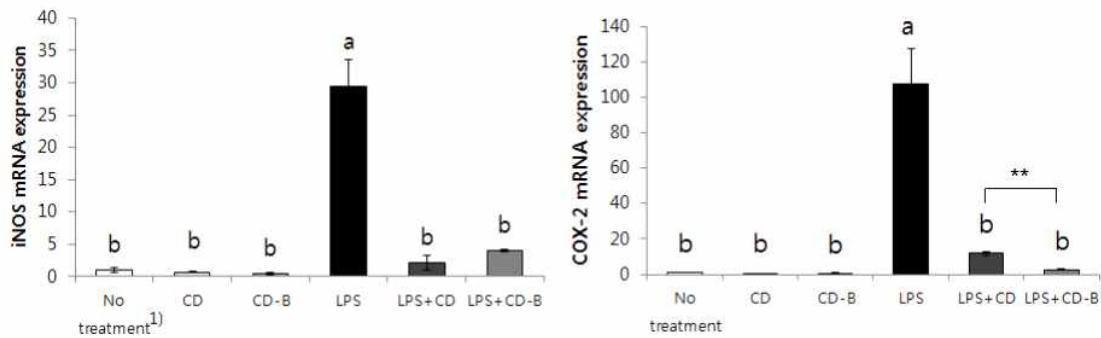 iNOS mRNA expression
40
35
30
25
20
15
10
5
0
a
b b b b b
No treatment1) CD CD-B LPS LPS+CD LPS+CD-B
COX-2 mRNA expression
140
120
100
80
60
40
20
0
a
**
b b b b b
No treatment CD CD-B LPS LPS+CD LPS+CD-B